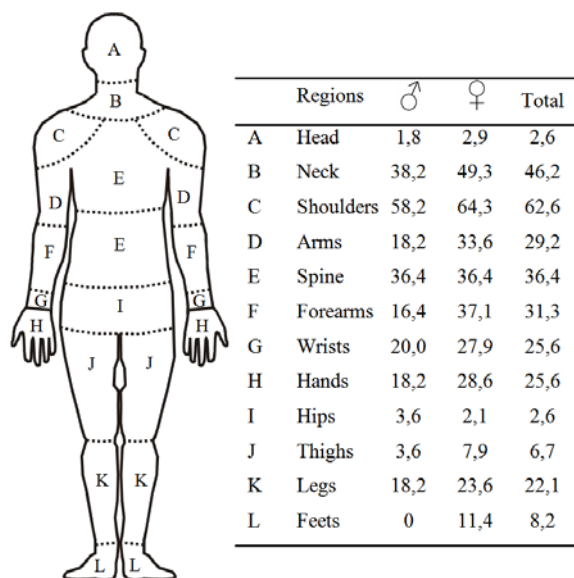 A
B
C C
E
D D
E
F F
G G
I
H H
J J
K K
L L
Regions ♂ ♀ Total
A Head 1,8 2,9 2,6
B Neck 38,2 49,3 46,2
C Shoulders 58,2 64,3 62,6
D Arms 18,2 33,6 29,2
E Spine 36,4 36,4 36,4
F Forearms 16,4 37,1 31,3
G Wrists 20,0 27,9 25,6
H Hands 18,2 28,6 25,6
I Hips 3,6 2,1 2,6
J Thighs 3,6 7,9 6,7
K Legs 18,2 23,6 22,1
L Feets 0 11,4 8,2